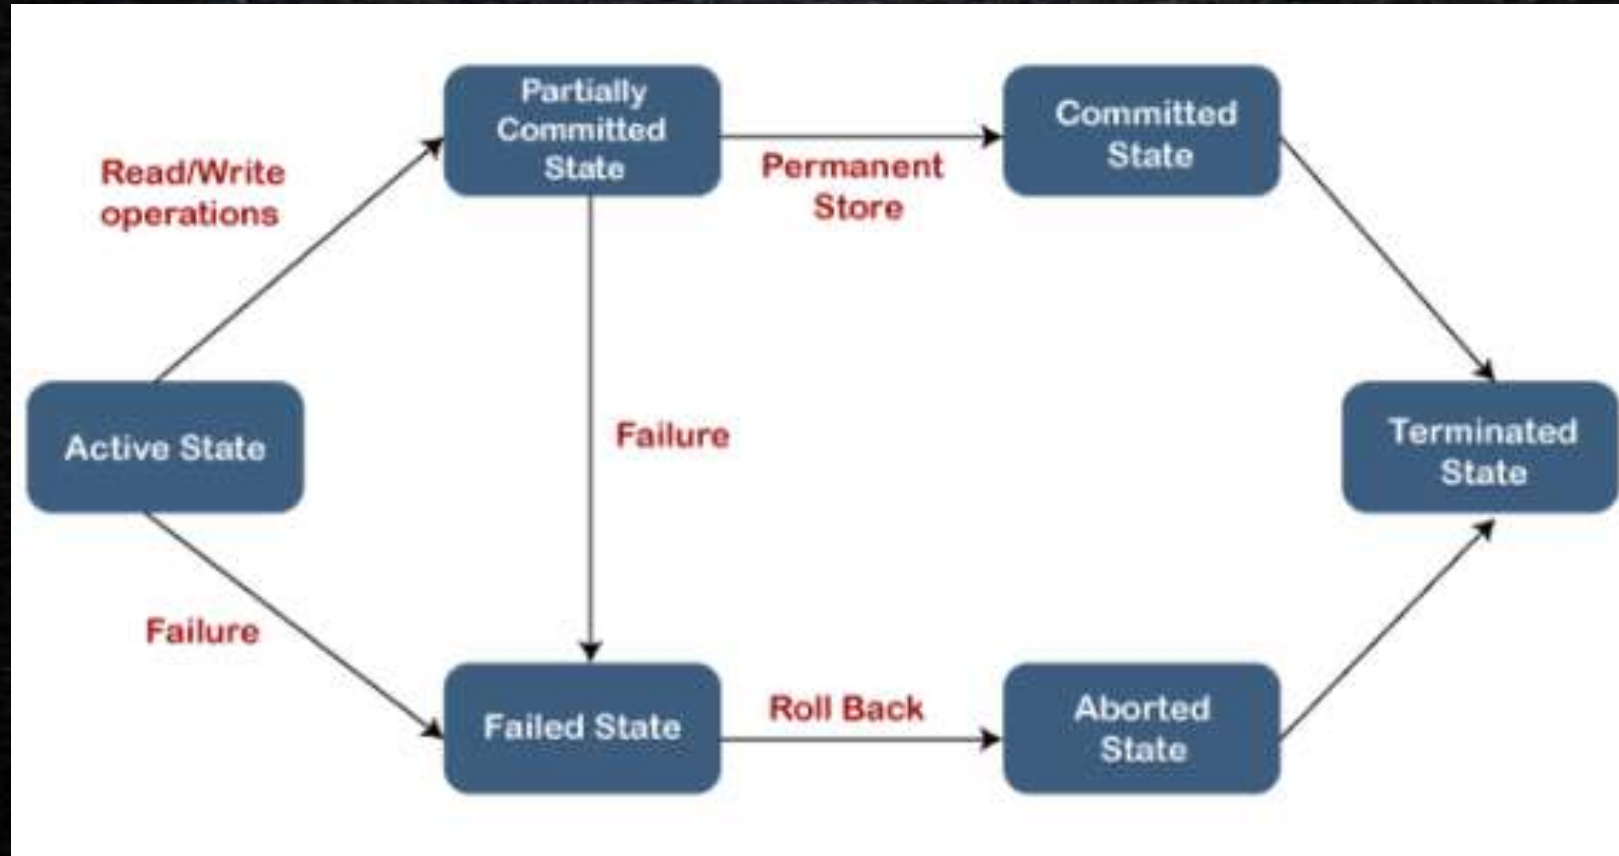 Partially
Committed
State
Committed
State
Read/Write
operations
Permanent
Store
Active State
Failure
Terminated
State
Failure
Failed State
Roll Back
Aborted
State